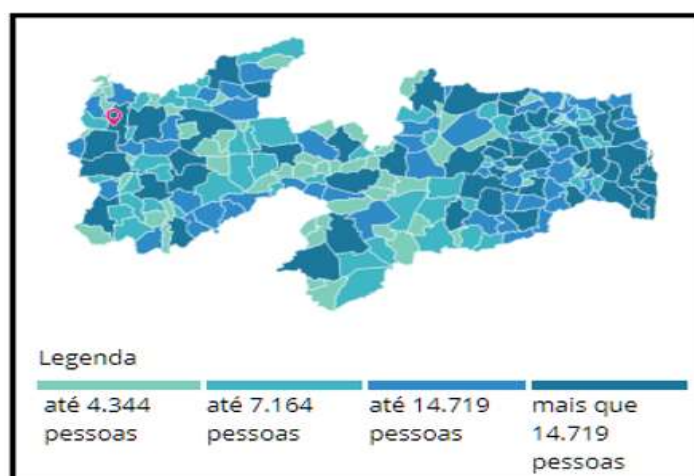 Legenda
até 4.344
pessoas
até 7.164
pessoas
até 14.719
pessoas
mais que
14.719
pessoas